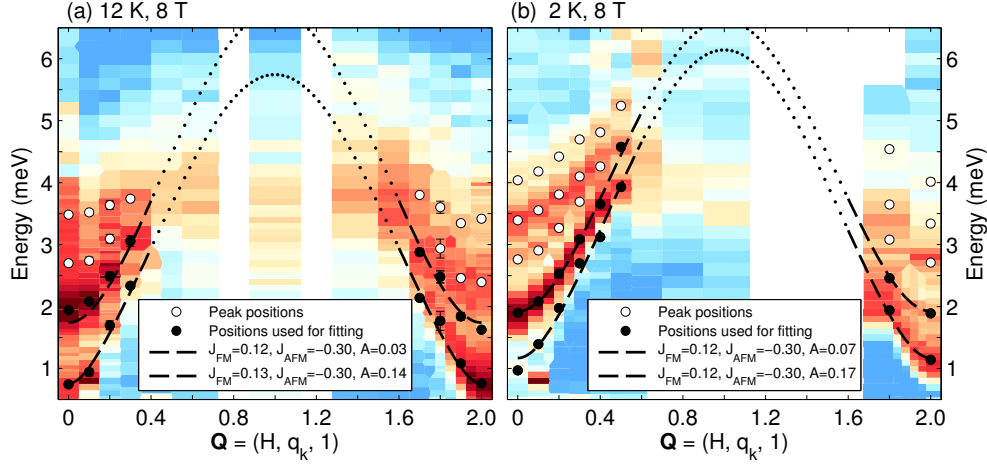 (a) 12 K, 8 T
(b) 2 K, 8 T
Energy (meV)
6
5
4
3
2
1
0
0.4
0.8
1.2
1.6
2.0
Q = (H, q_k, 1)
Peak positions
Positions used for fitting
J_FM=0.12, J_AFM=−0.30, A=0.03
J_FM=0.13, J_AFM=−0.30, A=0.14
0
0.4
0.8
1.2
1.6
2.0
Q = (H, q_k, 1)
Peak positions
Positions used for fitting
J_FM=0.12, J_AFM=−0.30, A=0.07
J_FM=0.12, J_AFM=−0.30, A=0.17
6
5
4
3
2
1
Energy (meV)